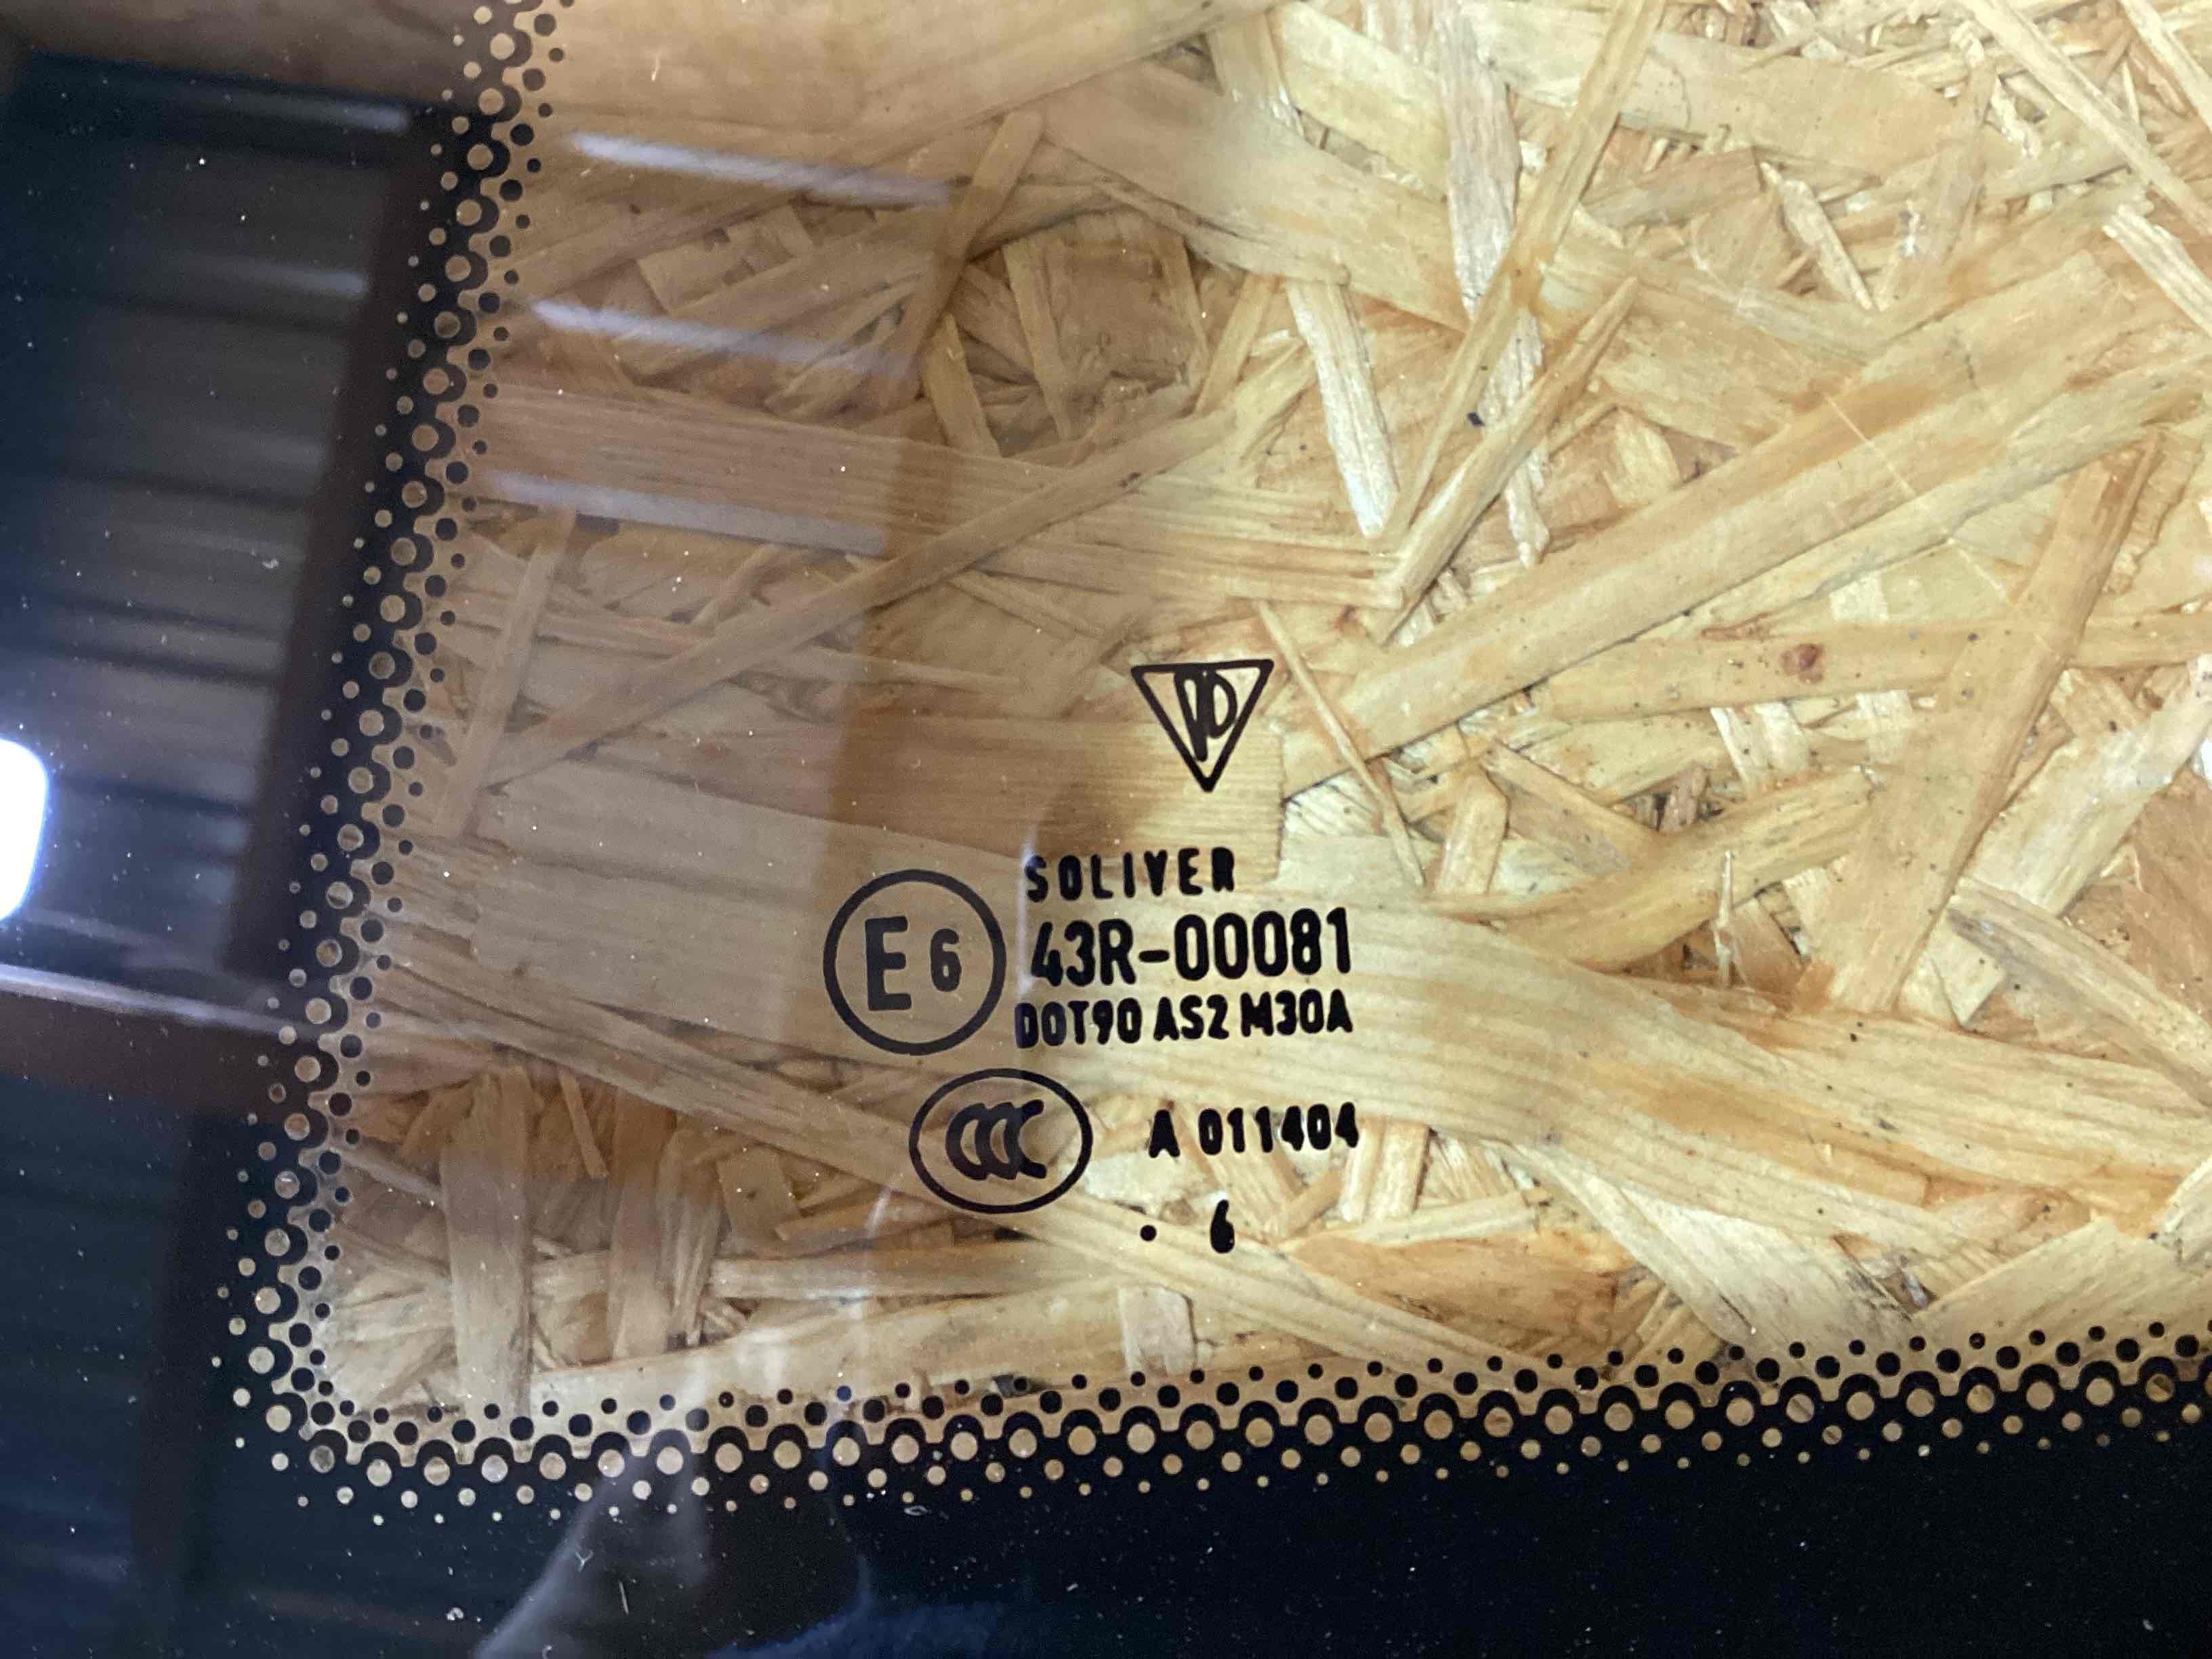 SOLIVER
E6 43R-00081
DOT90 AS2 M30A
CCC A 011404
. 6